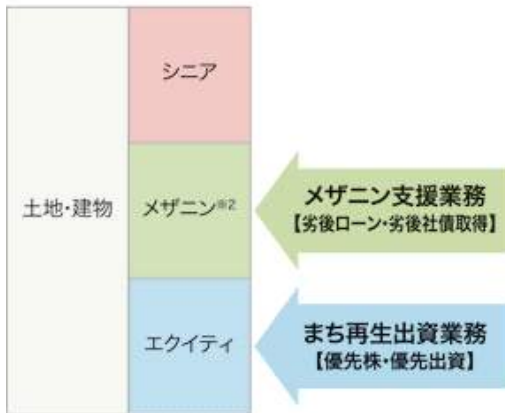 シニア
土地・建物
メザニン※2
メザニン支援業務
【劣後ローン・劣後社債取得】
エクイティ
まち再生出資業務
【優先株・優先出資】